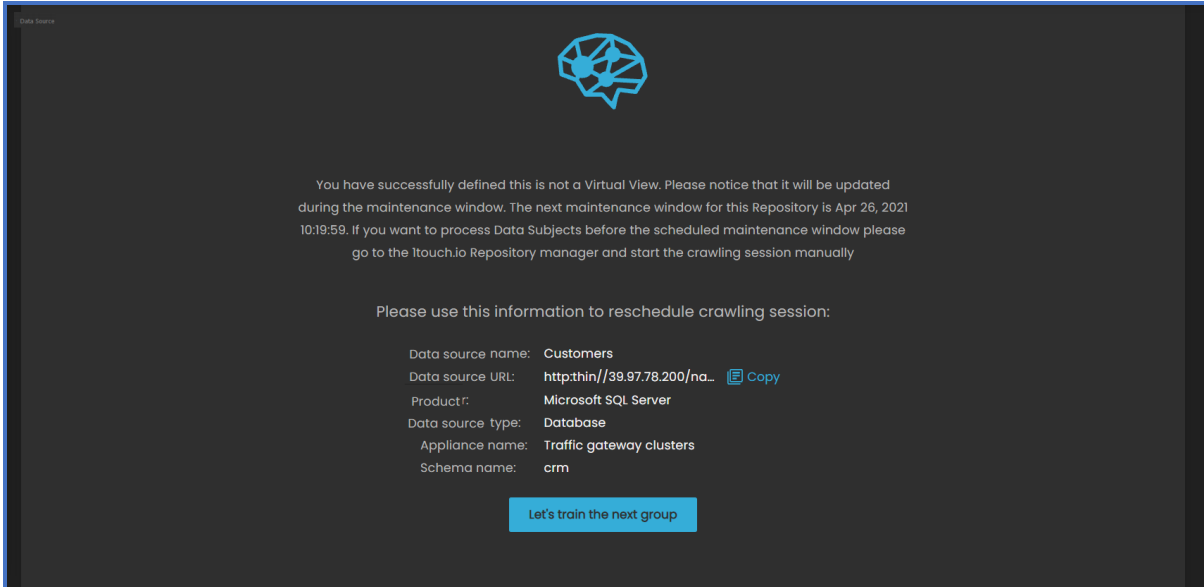 Data Source
You have successfully defined this is not a Virtual View. Please notice that it will be updated
during the maintenance window. The next maintenance window for this Repository is Apr 26, 2021
10:19:59. If you want to process Data Subjects before the scheduled maintenance window please
go to the 1touch.io Repository manager and start the crawling session manually
Please use this information to reschedule crawling session:
Data source name: Customers
Data source URL: http:thin//39.97.78.200/na... Copy
Productr: Microsoft SQL Server
Data source type: Database
Appliance name: Traffic gateway clusters
Schema name: crm
Let's train the next group